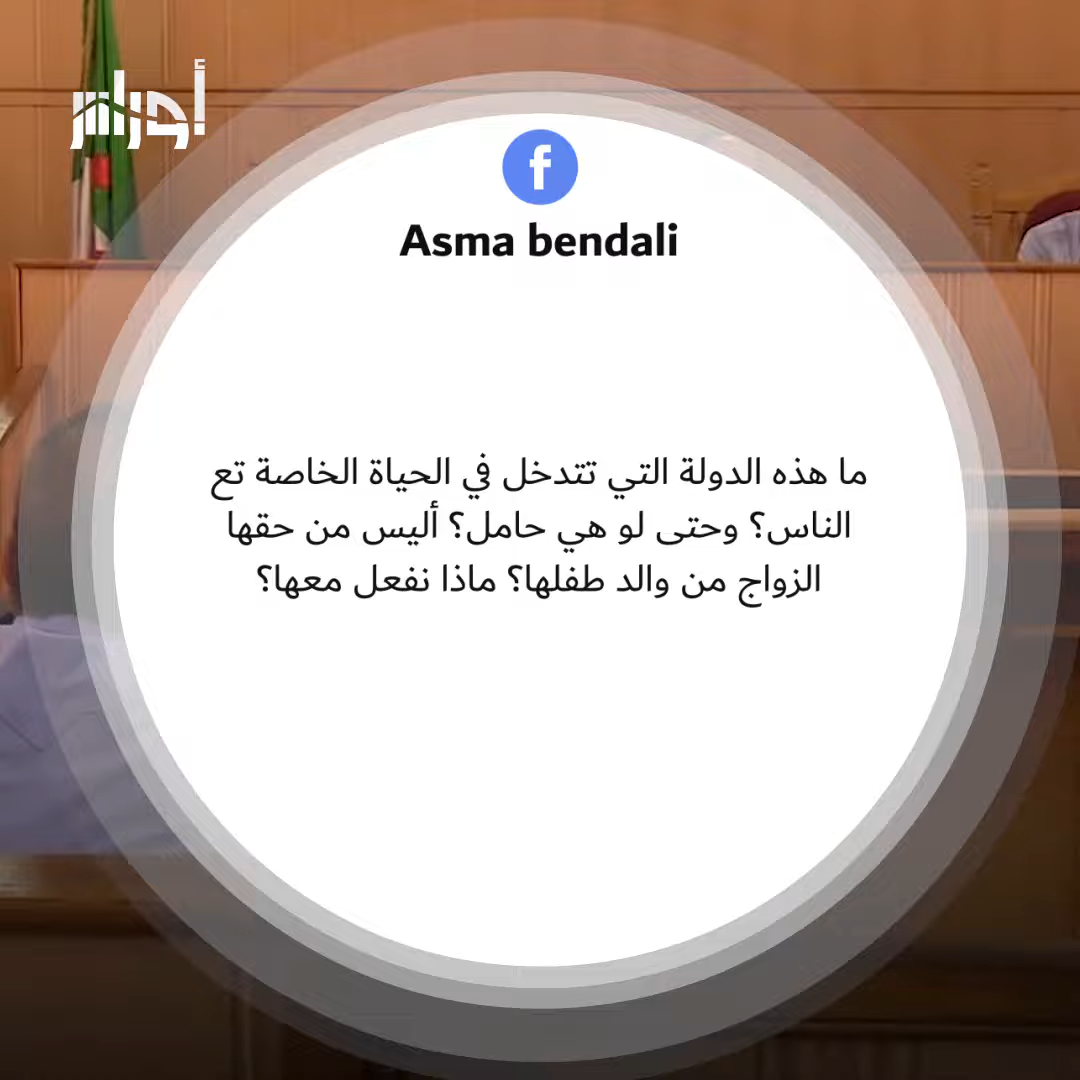 أوراس
Asma bendali
ما هذه الدولة التي تتدخل في الحياة الخاصة تع
الناس؟ وحتى لو هي حامل؟ أليس من حقها
الزواج من والد طفلها؟ ماذا نفعل معها؟